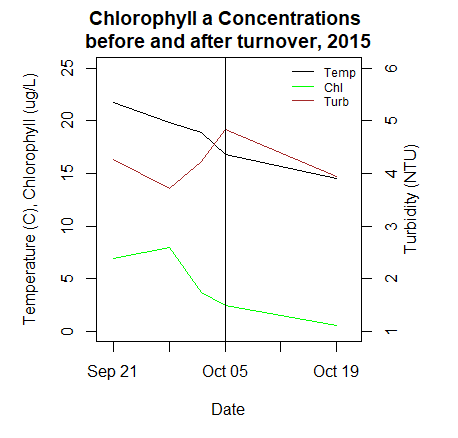 Chlorophyll a Concentrations
before and after turnover, 2015
Temperature (C), Chlorophyll (ug/L)
25
20
15
10
5
0
Temp
Chl
Turb
6
5
4
3
2
1
Turbidity (NTU)
Sep 21
Oct 05
Oct 19
Date